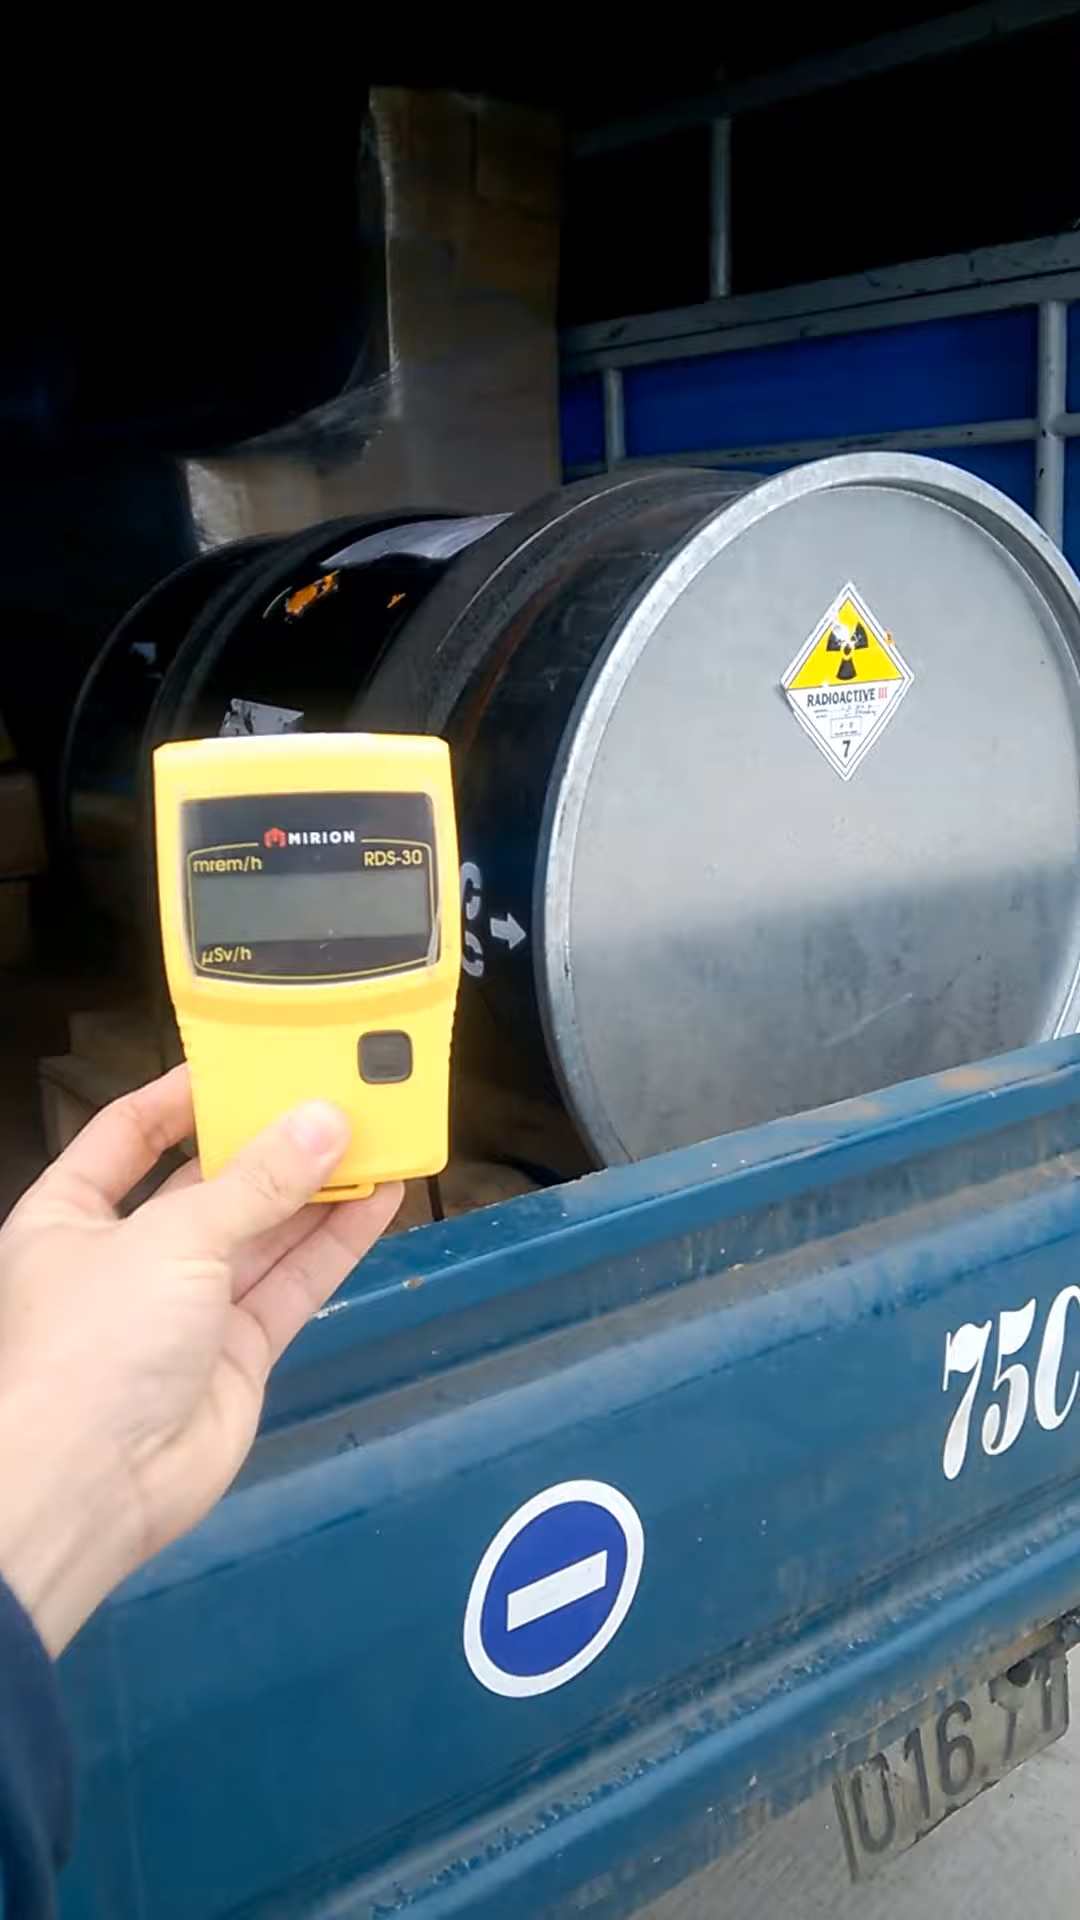 MIRION
mrem/h RDS-30
µSv/h
RADIOACTIVE III
7
C
C
750
016.71